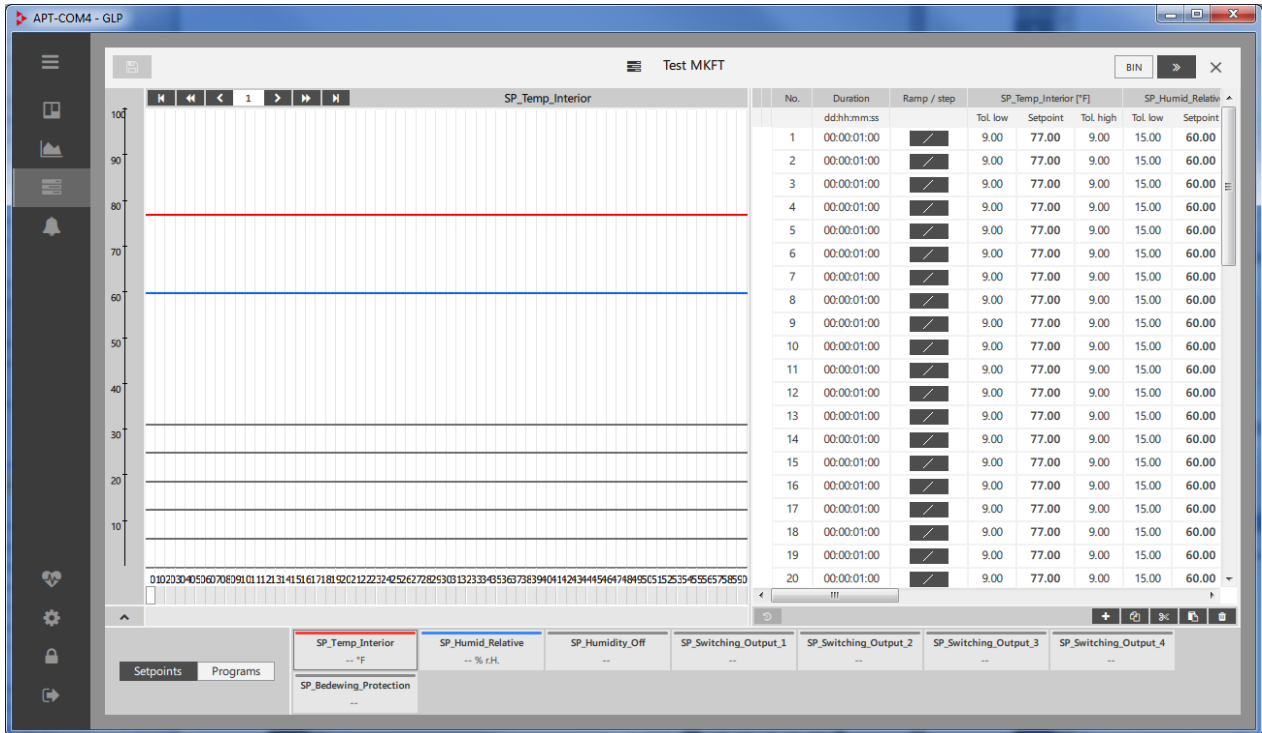 APT-COM4 - GLP
Test MKFT
BIN
1
SP_Temp_Interior
No. Duration Ramp / step SP_Temp_Interior [°F] SP_Humid_Relativ
dd:hh:mm:ss Tol. low Setpoint Tol. high Tol. low Setpoint
1 00:00:01:00 9.00 77.00 9.00 15.00 60.00
2 00:00:01:00 9.00 77.00 9.00 15.00 60.00
3 00:00:01:00 9.00 77.00 9.00 15.00 60.00
4 00:00:01:00 9.00 77.00 9.00 15.00 60.00
5 00:00:01:00 9.00 77.00 9.00 15.00 60.00
6 00:00:01:00 9.00 77.00 9.00 15.00 60.00
7 00:00:01:00 9.00 77.00 9.00 15.00 60.00
8 00:00:01:00 9.00 77.00 9.00 15.00 60.00
9 00:00:01:00 9.00 77.00 9.00 15.00 60.00
10 00:00:01:00 9.00 77.00 9.00 15.00 60.00
11 00:00:01:00 9.00 77.00 9.00 15.00 60.00
12 00:00:01:00 9.00 77.00 9.00 15.00 60.00
13 00:00:01:00 9.00 77.00 9.00 15.00 60.00
14 00:00:01:00 9.00 77.00 9.00 15.00 60.00
15 00:00:01:00 9.00 77.00 9.00 15.00 60.00
16 00:00:01:00 9.00 77.00 9.00 15.00 60.00
17 00:00:01:00 9.00 77.00 9.00 15.00 60.00
18 00:00:01:00 9.00 77.00 9.00 15.00 60.00
19 00:00:01:00 9.00 77.00 9.00 15.00 60.00
20 00:00:01:00 9.00 77.00 9.00 15.00 60.00
100
90
80
70
60
50
40
30
20
10
SP_Temp_Interior SP_Humid_Relative SP_Humidity_Off SP_Switching_Output_1 SP_Switching_Output_2 SP_Switching_Output_3 SP_Switching_Output_4
-- °F -- % r.H. -- -- -- -- --
Setpoints Programs
SP_Bedewing_Protection
--